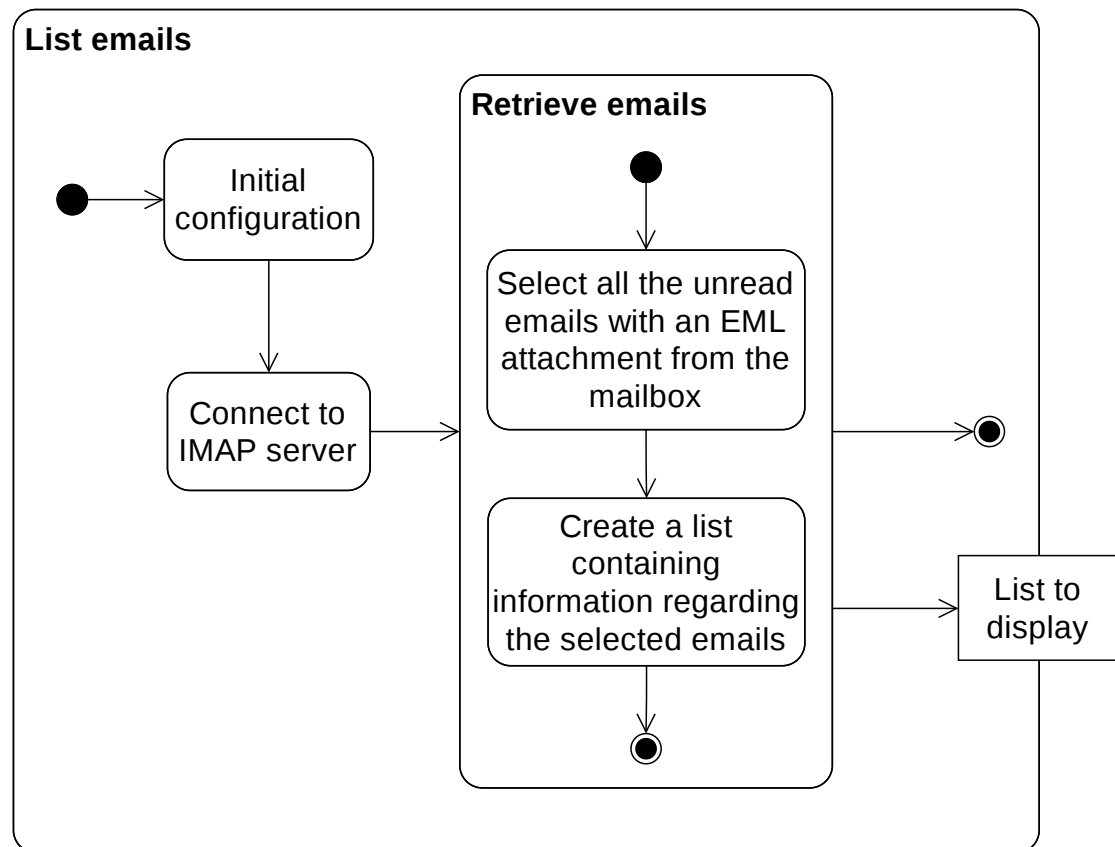 List emails
Retrieve emails
Initial
configuration
Select all the unread
emails with an EML
attachment from the
mailbox
Connect to
IMAP server
Create a list
containing
information regarding
the selected emails
List to
display